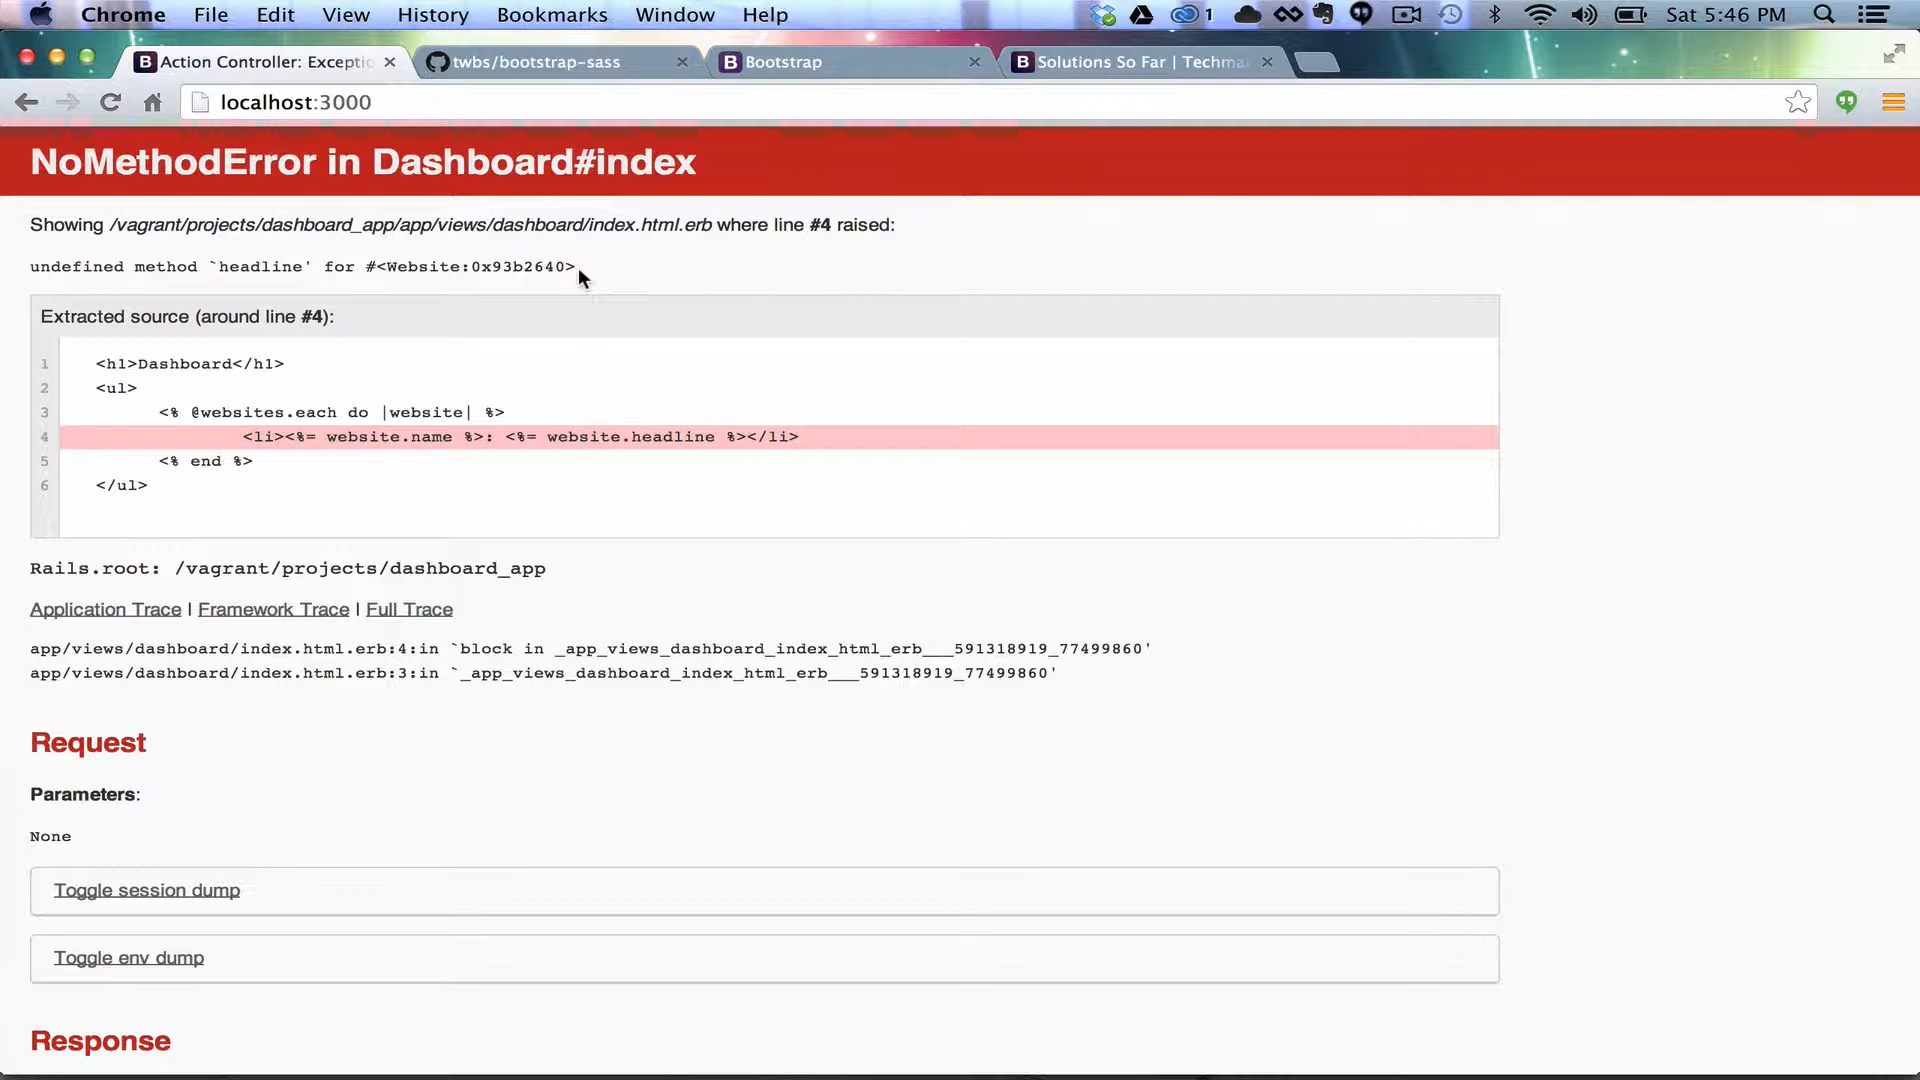 Chrome File Edit View History Bookmarks Window Help 1 Sat 5:46 PM
Action Controller: Exceptio twbs/bootstrap-sass Bootstrap Solutions So Far | Techma
localhost:3000
NoMethodError in Dashboard#index
Showing /vagrant/projects/dashboard_app/app/views/dashboard/index.html.erb where line #4 raised:
undefined method `headline' for #<Website:0x93b2640>
Extracted source (around line #4):
1 <h1>Dashboard</h1>
2 <ul>
3 <% @websites.each do |website| %>
4 <li><%= website.name %>: <%= website.headline %></li>
5 <% end %>
6 </ul>
Rails.root: /vagrant/projects/dashboard_app
Application Trace | Framework Trace | Full Trace
app/views/dashboard/index.html.erb:4:in `block in _app_views_dashboard_index_html_erb___591318919_77499860'
app/views/dashboard/index.html.erb:3:in `_app_views_dashboard_index_html_erb___591318919_77499860'
Request
Parameters:
None
Toggle session dump
Toggle env dump
Response